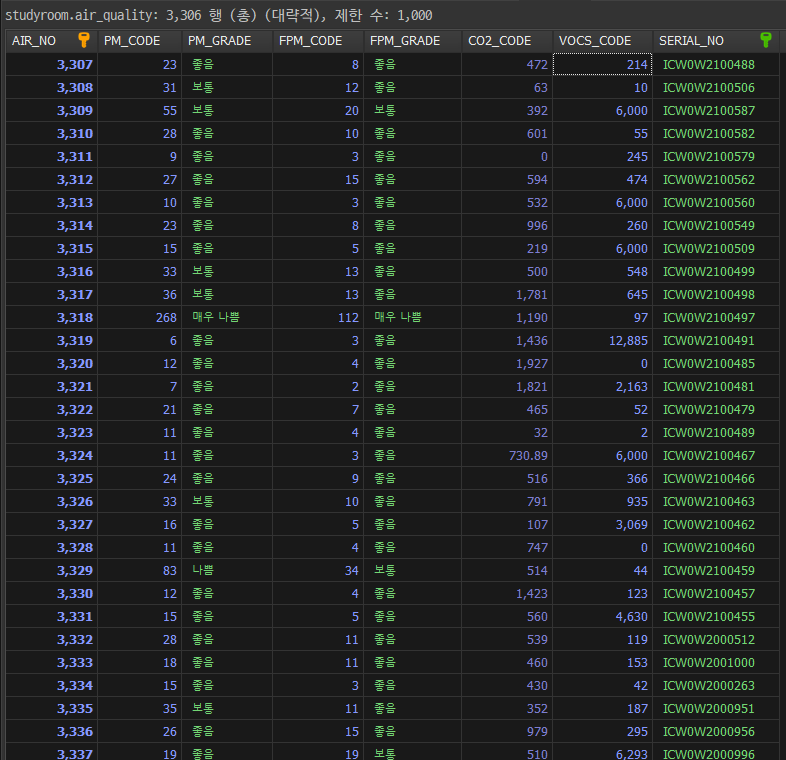 studyroom.air_quality: 3,306 행 (총) (대략적), 제한 수: 1,000
AIR_NO PM_CODE PM_GRADE FPM_CODE FPM_GRADE CO2_CODE VOCS_CODE SERIAL_NO
3,307 23 좋음 8 좋음 472 214 ICW0W2100488
3,308 31 보통 12 좋음 63 10 ICW0W2100506
3,309 55 보통 20 보통 392 6,000 ICW0W2100582
3,310 28 좋음 10 좋음 601 55 ICW0W2100582
3,311 9 좋음 3 좋음 0 245 ICW0W2100579
3,312 27 좋음 15 좋음 594 474 ICW0W2100562
3,313 10 좋음 3 좋음 532 6,000 ICW0W2100560
3,314 23 좋음 8 좋음 996 260 ICW0W2100549
3,315 15 좋음 5 좋음 219 6,000 ICW0W2100509
3,316 33 보통 13 좋음 500 548 ICW0W2100499
3,317 36 보통 13 좋음 1,781 645 ICW0W2100498
3,318 268 매우 나쁨 112 매우 나쁨 1,190 97 ICW0W2100497
3,319 6 좋음 3 좋음 1,436 12,885 ICW0W2100491
3,320 12 좋음 4 좋음 1,927 0 ICW0W2100485
3,321 7 좋음 2 좋음 1,821 2,163 ICW0W2100481
3,322 21 좋음 7 좋음 465 52 ICW0W2100479
3,323 11 좋음 4 좋음 32 2 ICW0W2100489
3,324 11 좋음 3 좋음 730.89 6,000 ICW0W2100467
3,325 24 좋음 9 좋음 516 366 ICW0W2100466
3,326 33 보통 10 좋음 791 935 ICW0W2100463
3,327 16 좋음 5 좋음 107 3,069 ICW0W2100462
3,328 11 좋음 4 좋음 747 0 ICW0W2100460
3,329 83 나쁨 34 보통 514 44 ICW0W2100459
3,330 12 좋음 4 좋음 1,423 123 ICW0W2100457
3,331 15 좋음 5 좋음 560 4,630 ICW0W2100455
3,332 28 좋음 11 좋음 539 119 ICW0W2000512
3,333 18 좋음 11 좋음 460 153 ICW0W2001000
3,334 15 좋음 3 좋음 430 42 ICW0W2000263
3,335 35 보통 11 좋음 352 187 ICW0W2000951
3,336 26 좋음 15 좋음 979 295 ICW0W2000956
3,337 19 좋음 19 보통 510 6,293 ICW0W2000996